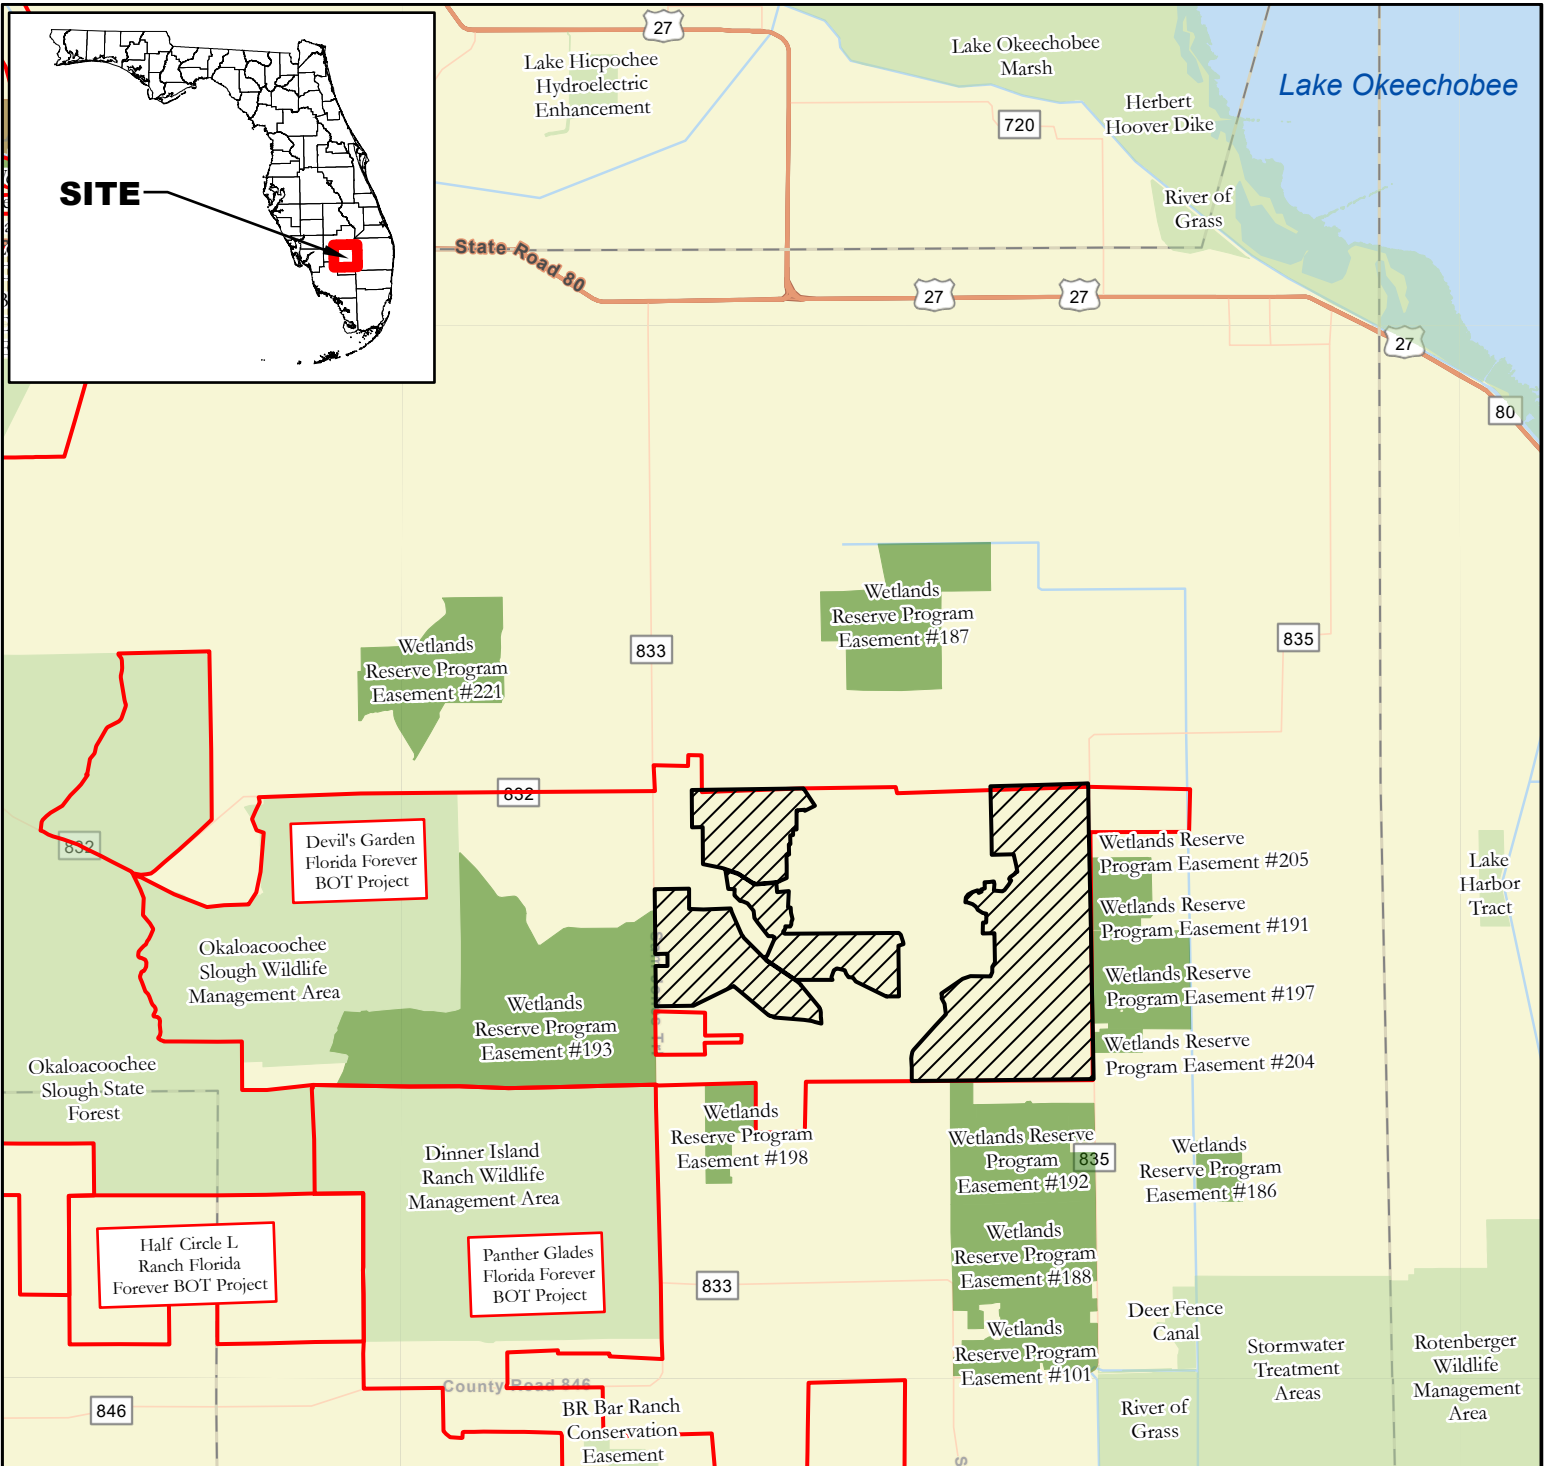 27
Lake Hicpochee
Hydroelectric
Enhancement
Lake Okeechobee
Marsh
Lake Okeechobee
Herbert
Hoover Dike
720
SITE
River of
Grass
State Road 80
27
27
27
80
Wetlands
Reserve Program
Easement #187
Wetlands
Reserve Program
Easement #221
833
835
832
832
Devil's Garden
Florida Forever
BOT Project
Wetlands Reserve
Program Easement #205
Lake
Harbor
Tract
Wetlands Reserve
Program Easement #191
Okaloacoochee
Slough Wildlife
Management Area
Wetlands Reserve
Program Easement #197
Wetlands
Reserve Program
Easement #193
Wetlands Reserve
Program Easement #204
Okaloacoochee
Slough State
Forest
Wetlands
Reserve Program
Easement #198
Wetlands Reserve
Program
Easement #192
835
Wetlands
Reserve Program
Easement #186
Dinner Island
Ranch Wildlife
Management Area
Half Circle L
Ranch Florida
Forever BOT Project
Panther Glades
Florida Forever
BOT Project
833
Wetlands
Reserve Program
Easement #188
Deer Fence
Canal
Wetlands
Reserve Program
Easement #101
Stormwater
Treatment
Areas
Rotenberger
Wildlife
Management
Area
County Road 846
846
BR Bar Ranch
Conservation
Easement
River of
Grass